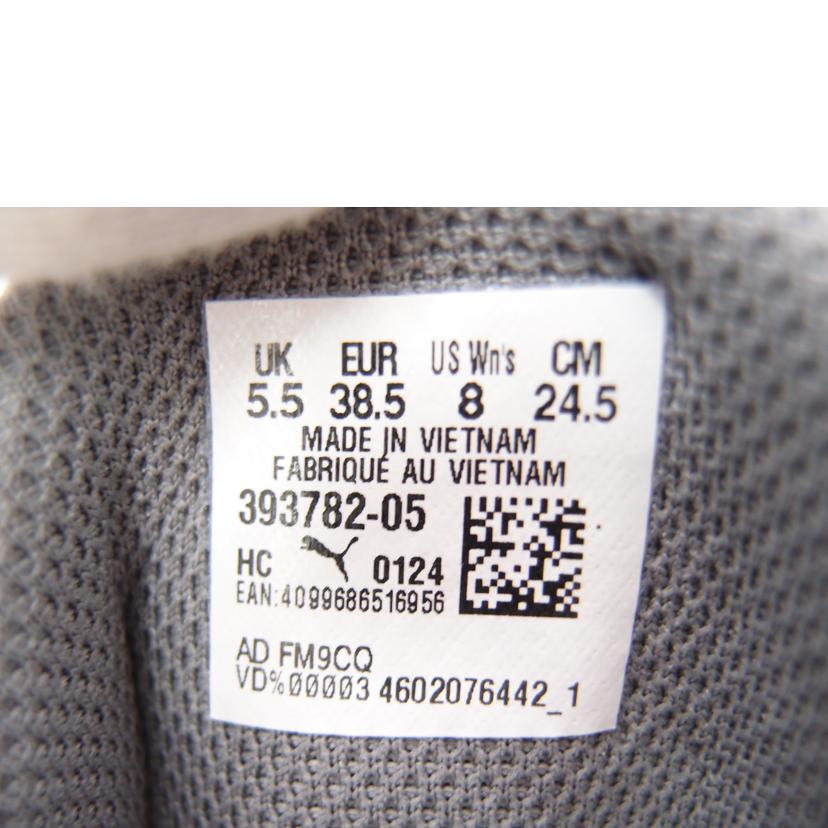 UK EUR US Wn's CM
5.5 38.5 8 24.5
MADE IN VIETNAM
FABRIQUÉ AU VIETNAM
393782-05
HC 0124
EAN:4099686516956
AD FM9CQ
VD%00003 4602076442_1